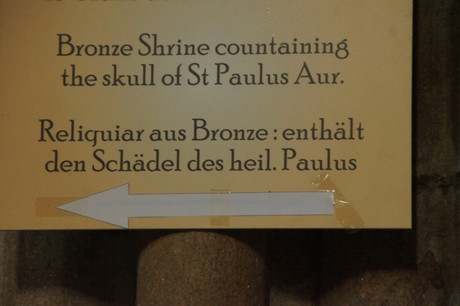 Bronze Shrine countaining
the skull of St Paulus Aur.
Reliquiar aus Bronze : enthält
den Schädel des heil. Paulus